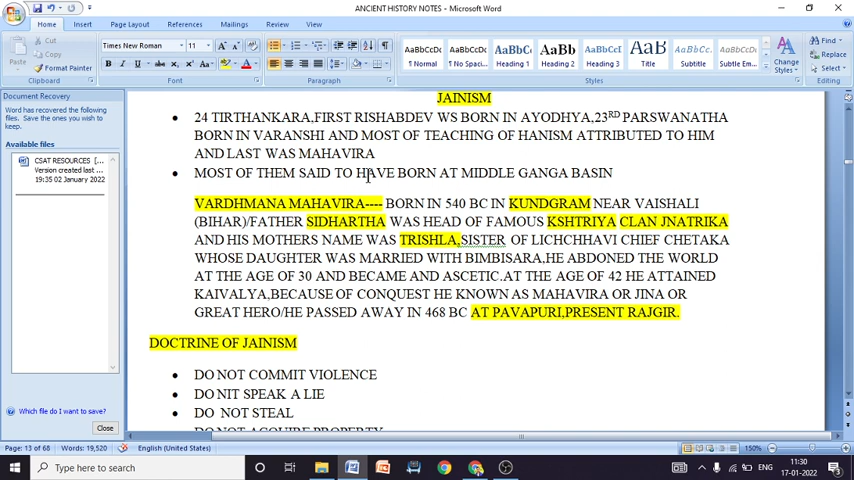 ANCIENT HISTORY NOTES - Microsoft Word
Home Insert Page Layout References Mailings Review View
Cut
Copy
Paste
Format Painter
Clipboard
Times New Roman 11
Font
Paragraph
AaBbCcDc AaBbCcDc AaBbC AaBb AaBbCc AaBbCcI AaB AaBbCc. AaBbCcDc
¶ Normal ¶ No Spaci... Heading 1 Heading 2 Heading 3 Title Subtitle Subtle Em...
Change Styles
Styles
Find
Replace
Select
Editing
Document Recovery
Word has recovered the following files. Save the ones you wish to keep.
Available files
CSAT RESOURCES [...
Version created last ...
19:35 02 January 2022
Which file do I want to save?
Close
JAINISM
• 24 TIRTHANKARA,FIRST RISHABDEV WS BORN IN AYODHYA,23RD PARSWANATHA
BORN IN VARANSHI AND MOST OF TEACHING OF HANISM ATTRIBUTED TO HIM
AND LAST WAS MAHAVIRA
• MOST OF THEM SAID TO HAVE BORN AT MIDDLE GANGA BASIN
VARDHMANA MAHAVIRA---- BORN IN 540 BC IN KUNDGRAM NEAR VAISHALI
(BIHAR)/FATHER SIDHARTHA WAS HEAD OF FAMOUS KSHTRIYA CLAN JNATRIKA
AND HIS MOTHERS NAME WAS TRISHLA,SISTER OF LICHCHHAVI CHIEF CHETAKA
WHOSE DAUGHTER WAS MARRIED WITH BIMBISARA,HE ABDONED THE WORLD
AT THE AGE OF 30 AND BECAME AND ASCETIC.AT THE AGE OF 42 HE ATTAINED
KAIVALYA,BECAUSE OF CONQUEST HE KNOWN AS MAHAVIRA OR JINA OR
GREAT HERO/HE PASSED AWAY IN 468 BC AT PAVAPURI,PRESENT RAJGIR.
DOCTRINE OF JAINISM
• DO NOT COMMIT VIOLENCE
• DO NIT SPEAK A LIE
• DO NOT STEAL
• DO NOT ACQUIRE PROPERTY
Page: 13 of 68 Words: 19,520 English (United States) 150%
Type here to search
ENG
11:30
17-01-2022